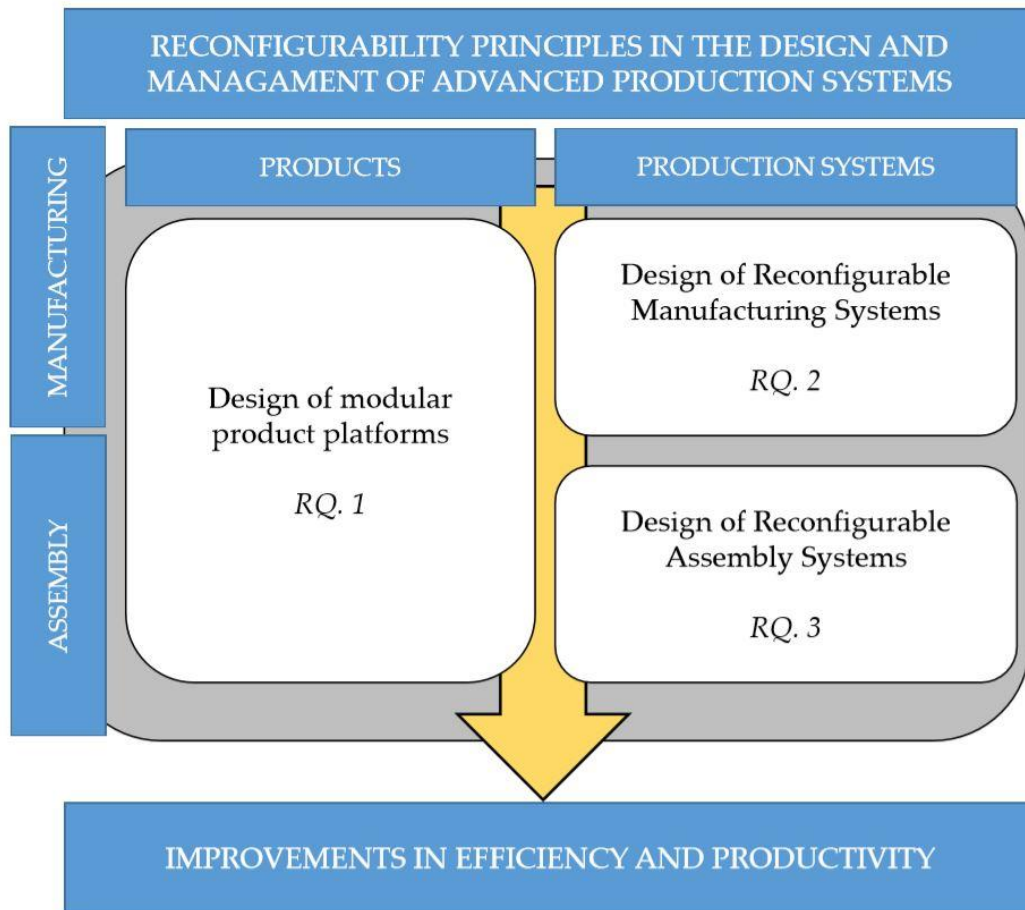 RECONFIGURABILITY PRINCIPLES IN THE DESIGN AND
MANAGAMENT OF ADVANCED PRODUCTION SYSTEMS
PRODUCTS
PRODUCTION SYSTEMS
MANUFACTURING
ASSEMBLY
Design of modular
product platforms
RQ. 1
Design of Reconfigurable
Manufacturing Systems
RQ. 2
Design of Reconfigurable
Assembly Systems
RQ. 3
IMPROVEMENTS IN EFFICIENCY AND PRODUCTIVITY